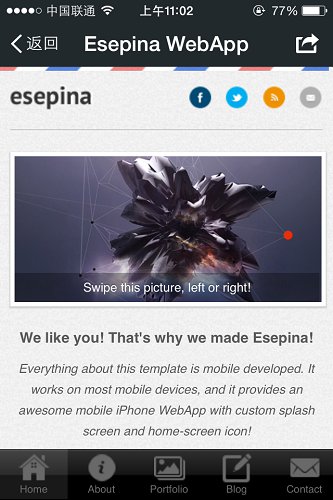 中国联通 上午11:02 77%
返回 Esepina WebApp
esepina
Swipe this picture, left or right!
We like you! That's why we made Esepina!
Everything about this template is mobile developed. It
works on most mobile devices, and it provides an
awesome mobile iPhone WebApp with custom splash
screen and home-screen icon!
Home About Portfolio Blog Contact